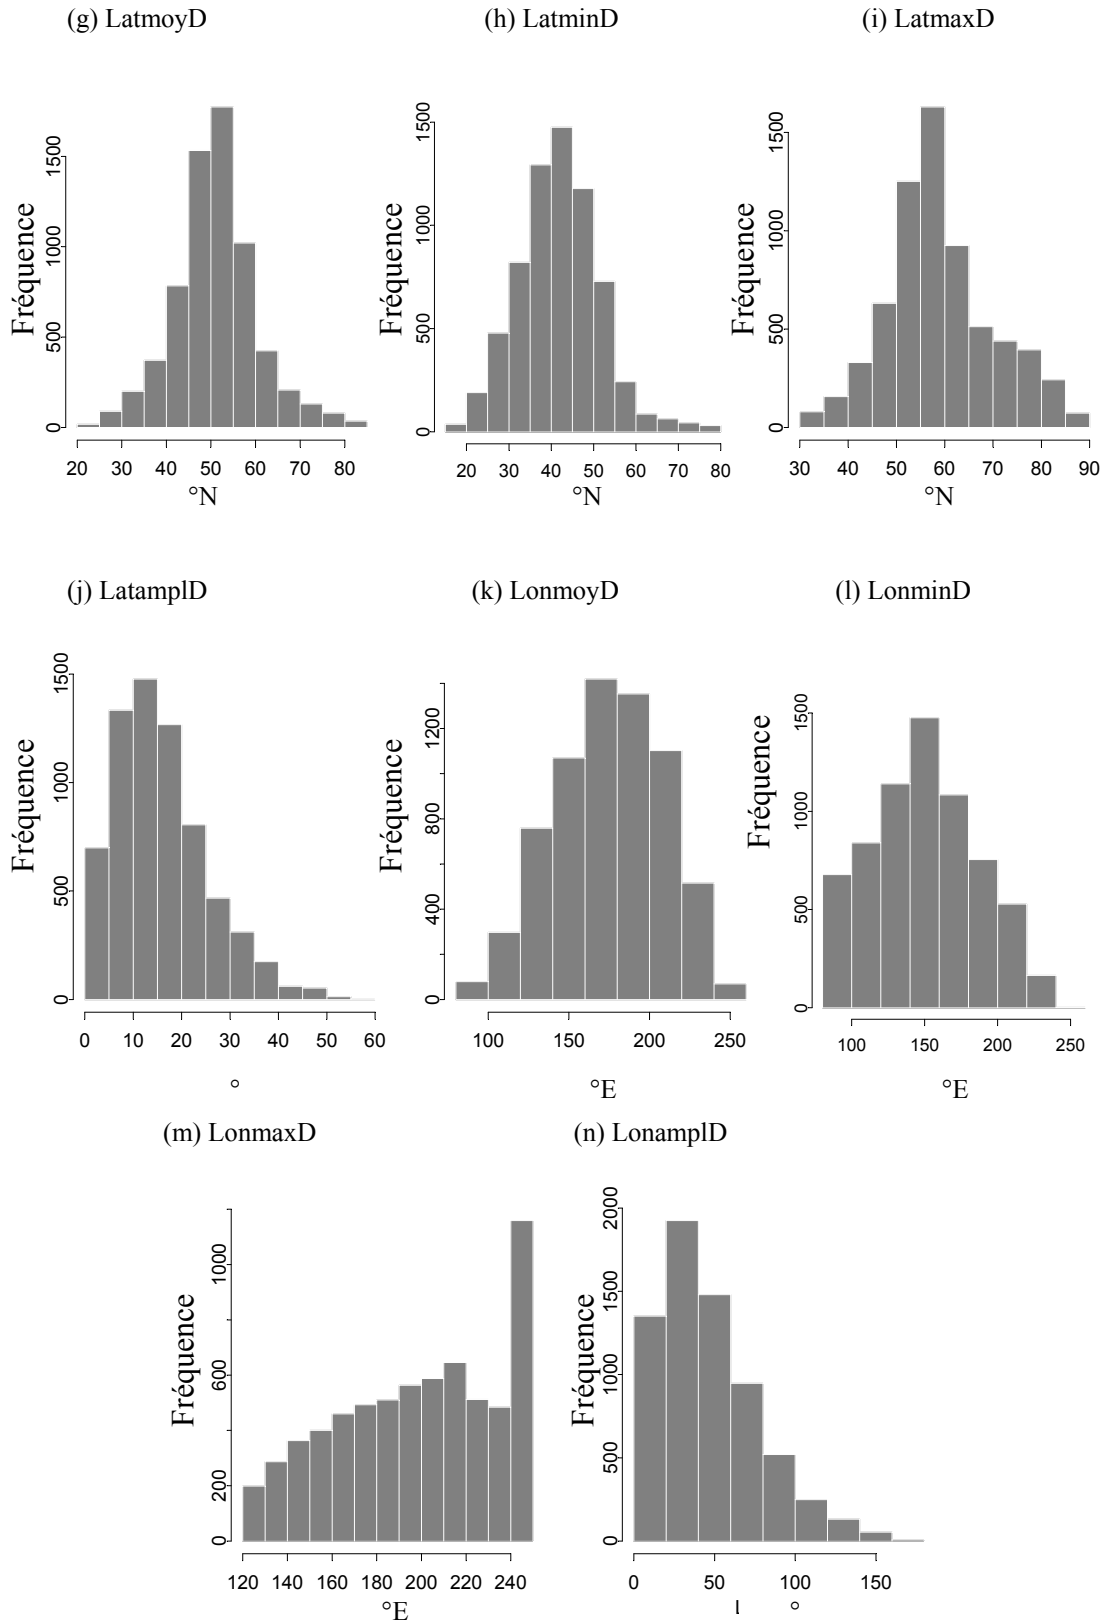 (g) LatmoyD (h) LatminD (i) LatmaxD
Fréquence
0 500 1000 1500
20 30 40 50 60 70 80
°N
Fréquence
0 500 1000 1500
20 30 40 50 60 70 80
°N
Fréquence
0 500 1000 1500
30 40 50 60 70 80 90
°N
(j) LatamplD (k) LonmoyD (l) LonminD
Fréquence
0 500 1000 1500
0 10 20 30 40 50 60
°
Fréquence
0 400 800 1200
100 150 200 250
°E
Fréquence
0 500 1000 1500
100 150 200 250
°E
(m) LonmaxD (n) LonamplD
Fréquence
0 200 600 1000
120 140 160 180 200 220 240
°E
Fréquence
0 500 1000 1500 2000
0 50 100 150
°